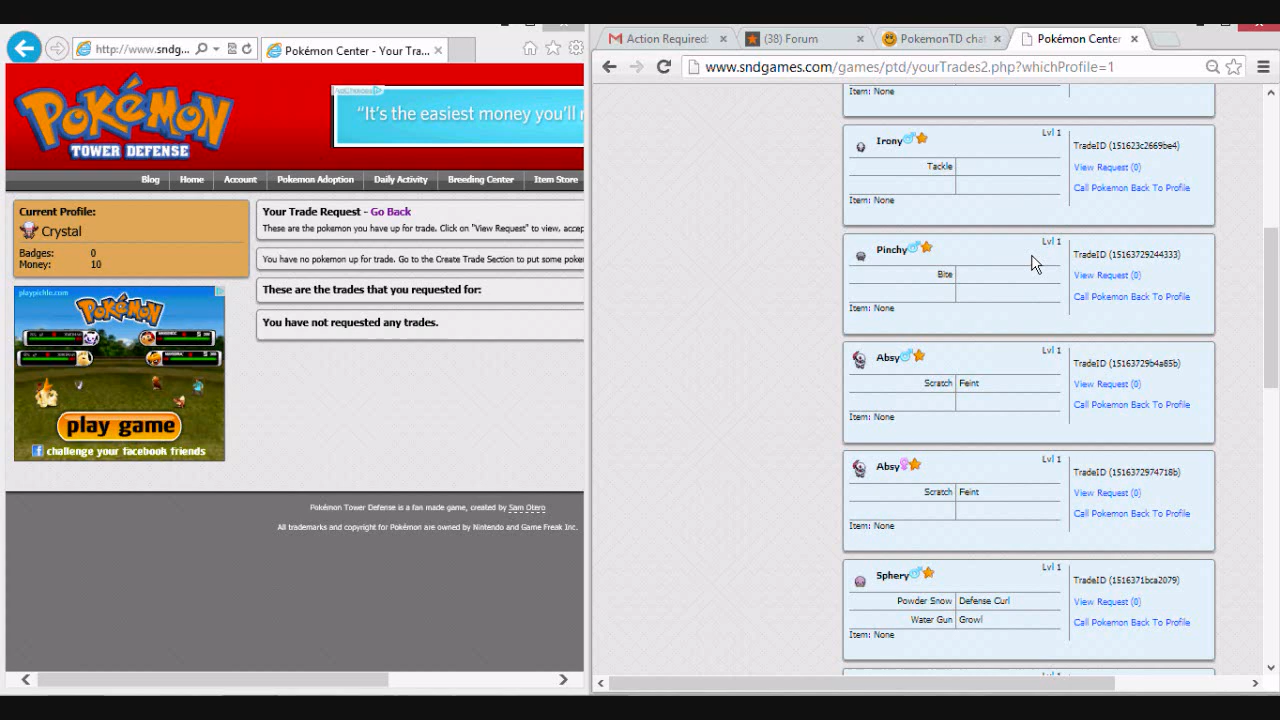 http://www.sndg...
Pokémon Center - Your Tra...
POKÉMON
TOWER DEFENSE
"It's the easiest money you'll
Blog
Home
Account
Pokemon Adoption
Daily Activity
Breeding Center
Item Store
Current Profile:
Crystal
Badges: 0
Money: 10
Your Trade Request - Go Back
These are the pokemon you have up for trade. Click on "View Request" to view, accep
You have no pokemon up for trade. Go to the Create Trade Section to put some poke
These are the trades that you requested for:
You have not requested any trades.
playpichle.com
POKÉMON
play game
challenge your facebook friends
Pokémon Tower Defense is a fan made game, created by Sam Otero
All trademarks and copyright for Pokémon are owned by Nintendo and Game Freak Inc.
Action Required:
(38) Forum
PokemonTD chat
Pokémon Center
www.sndgames.com/games/ptd/yourTrades2.php?whichProfile=1
Item: None
Irony
Lvl 1
Tackle
Item: None
TradeID (151623c2669be4)
View Request (0)
Call Pokemon Back To Profile
Pinchy
Lvl 1
Bite
Item: None
TradeID (15163729244333)
View Request (0)
Call Pokemon Back To Profile
Absy
Lvl 1
Scratch Feint
Item: None
TradeID (15163729b4a85b)
View Request (0)
Call Pokemon Back To Profile
Absy
Lvl 1
Scratch Feint
Item: None
TradeID (1516372974718b)
View Request (0)
Call Pokemon Back To Profile
Sphery
Lvl 1
Powder Snow Defense Curl
Water Gun Growl
Item: None
TradeID (1516371bca2079)
View Request (0)
Call Pokemon Back To Profile
Lvl 1